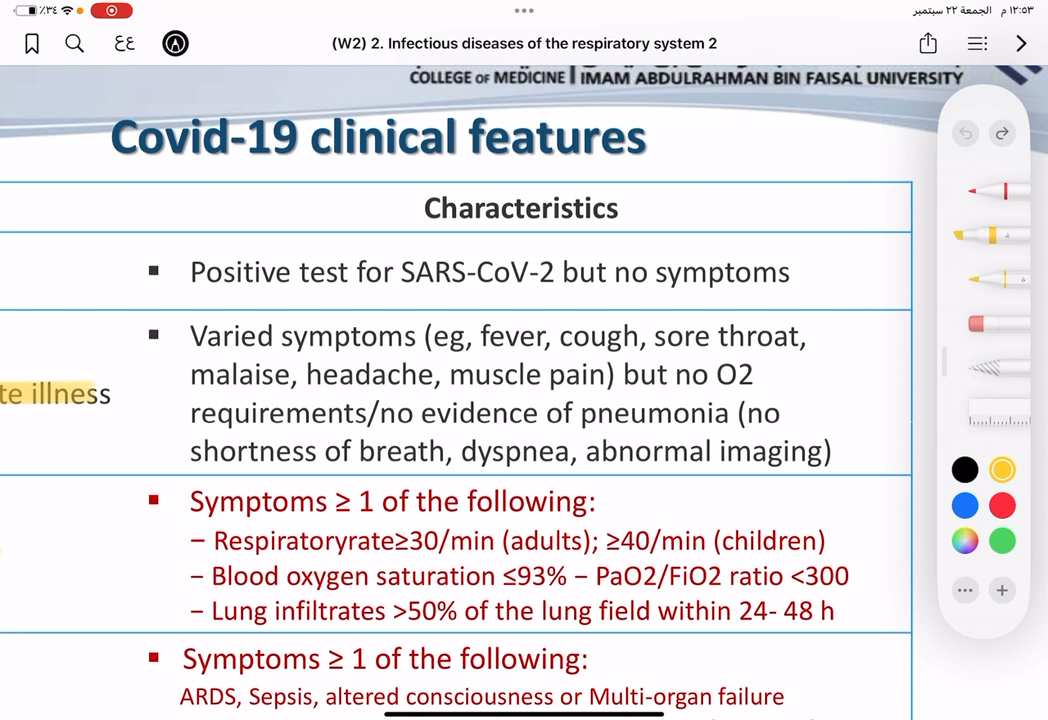 ١٢:٥٣ م الجمعة ٢٢ سبتمبر
٪٣٤
(W2) 2. Infectious diseases of the respiratory system 2
ع٤
COLLEGE OF MEDICINE | IMAM ABDULRAHMAN BIN FAISAL UNIVERSITY
Covid-19 clinical features
Characteristics
▪ Positive test for SARS-CoV-2 but no symptoms
te illness
▪ Varied symptoms (eg, fever, cough, sore throat,
malaise, headache, muscle pain) but no O2
requirements/no evidence of pneumonia (no
shortness of breath, dyspnea, abnormal imaging)
▪ Symptoms ≥ 1 of the following:
− Respiratoryrate≥30/min (adults); ≥40/min (children)
− Blood oxygen saturation ≤93% − PaO2/FiO2 ratio <300
− Lung infiltrates >50% of the lung field within 24- 48 h
▪ Symptoms ≥ 1 of the following:
ARDS, Sepsis, altered consciousness or Multi-organ failure